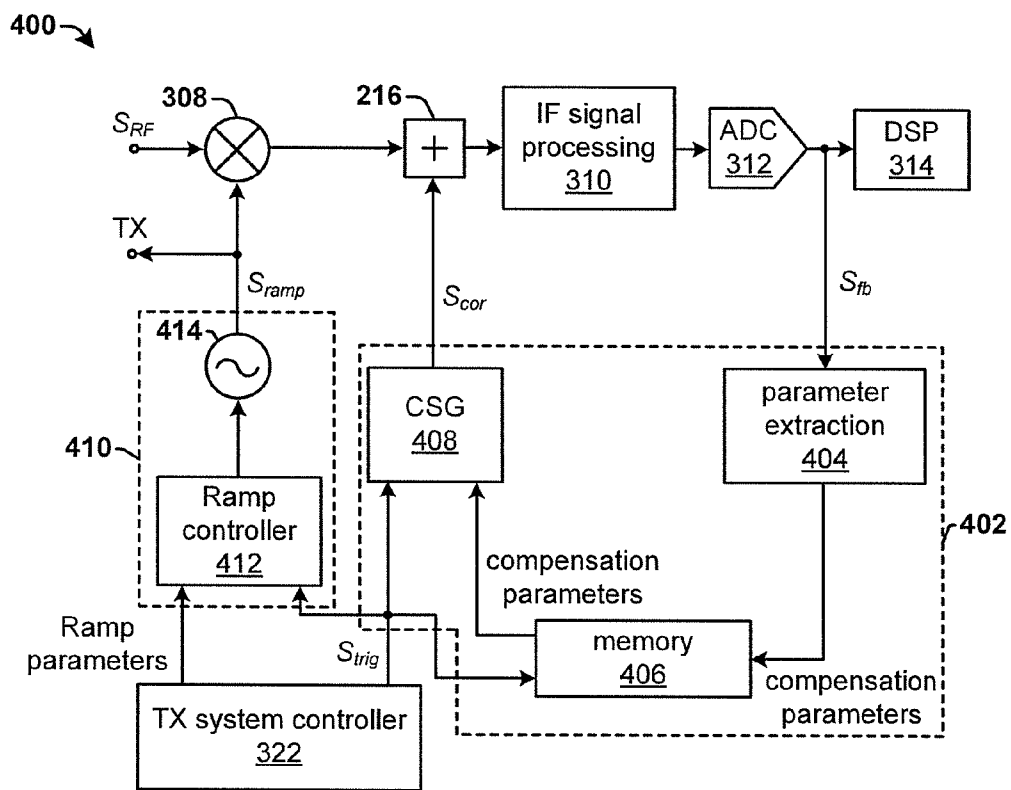 400
308
216
S_RF
+
IF signal
processing
310
ADC
312
DSP
314
TX
S_ramp
S_cor
S_fb
414
410
CSG
408
parameter
extraction
404
402
Ramp
controller
412
compensation
parameters
Ramp
parameters
S_trig
memory
406
compensation
parameters
TX system controller
322